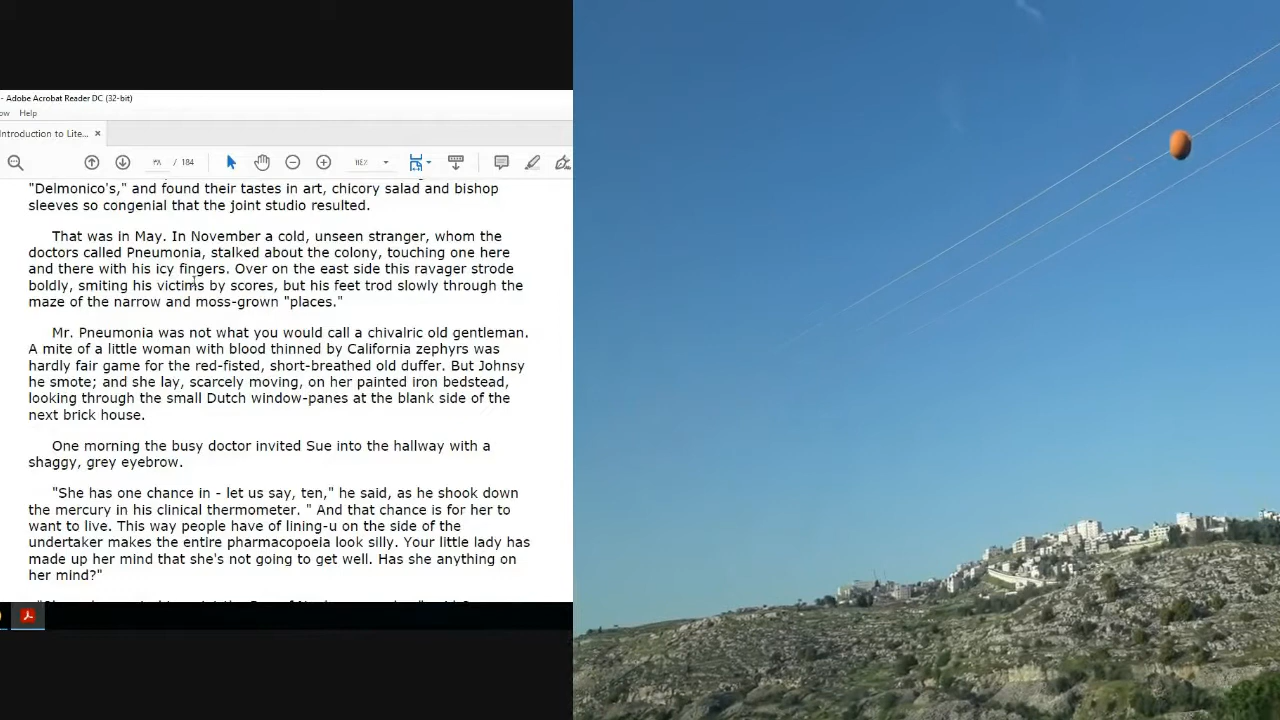 - Adobe Acrobat Reader DC (32-bit)
ow Help
Introduction to Lite... ×
٣٨ / 184
"Delmonico's," and found their tastes in art, chicory salad and bishop
sleeves so congenial that the joint studio resulted.
That was in May. In November a cold, unseen stranger, whom the
doctors called Pneumonia, stalked about the colony, touching one here
and there with his icy fingers. Over on the east side this ravager strode
boldly, smiting his victims by scores, but his feet trod slowly through the
maze of the narrow and moss-grown "places."
Mr. Pneumonia was not what you would call a chivalric old gentleman.
A mite of a little woman with blood thinned by California zephyrs was
hardly fair game for the red-fisted, short-breathed old duffer. But Johnsy
he smote; and she lay, scarcely moving, on her painted iron bedstead,
looking through the small Dutch window-panes at the blank side of the
next brick house.
One morning the busy doctor invited Sue into the hallway with a
shaggy, grey eyebrow.
"She has one chance in - let us say, ten," he said, as he shook down
the mercury in his clinical thermometer. " And that chance is for her to
want to live. This way people have of lining-u on the side of the
undertaker makes the entire pharmacopoeia look silly. Your little lady has
made up her mind that she's not going to get well. Has she anything on
her mind?"